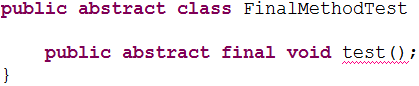 public abstract class FinalMethodTest
public abstract final void test();
}